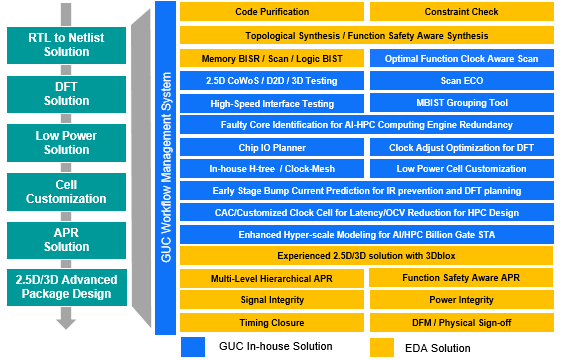 RTL to Netlist
Solution
DFT
Solution
Low Power
Solution
Cell
Customization
APR
Solution
2.5D/3D Advanced
Package Design
GUC Workflow Management System
Code Purification
Constraint Check
Topological Synthesis / Function Safety Aware Synthesis
Memory BISR / Scan / Logic BIST
Optimal Function Clock Aware Scan
2.5D CoWoS / D2D / 3D Testing
Scan ECO
High-Speed Interface Testing
MBIST Grouping Tool
Faulty Core Identification for AI-HPC Computing Engine Redundancy
Chip IO Planner
Clock Adjust Optimization for DFT
In-house H-tree / Clock-Mesh
Low Power Cell Customization
Early Stage Bump Current Prediction for IR prevention and DFT planning
CAC/Customized Clock Cell for Latency/OCV Reduction for HPC Design
Enhanced Hyper-scale Modeling for AI/HPC Billion Gate STA
Experienced 2.5D/3D solution with 3Dblox
Multi-Level Hierarchical APR
Function Safety Aware APR
Signal Integrity
Power Integrity
Timing Closure
DFM / Physical Sign-off
GUC In-house Solution
EDA Solution